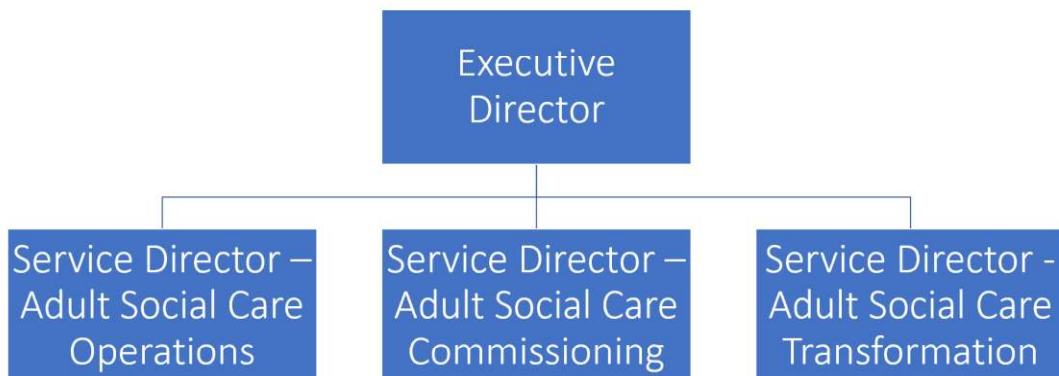 Executive
Director
Service Director –
Adult Social Care
Operations
Service Director –
Adult Social Care
Commissioning
Service Director -
Adult Social Care
Transformation